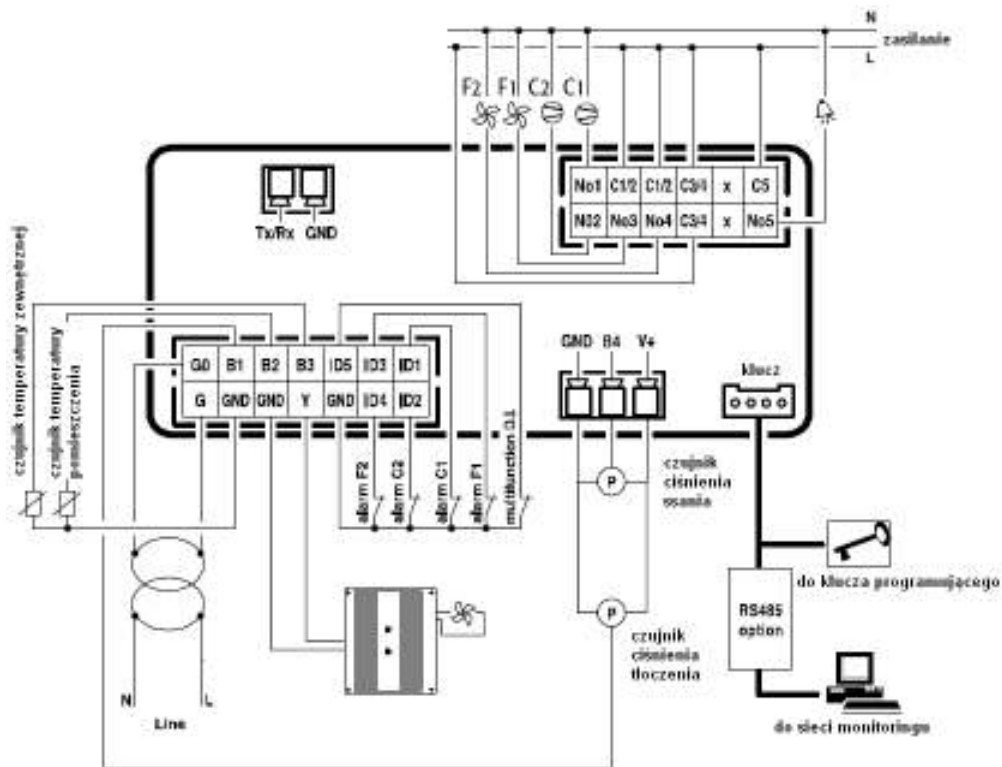 N
zasilanie
L
F2 F1 C2 C1
No1 C1/2 C1/2 C3/4 x C5
N02 No3 No4 C3/4 x No5
Tx/Rx GND
czujnik temperatury zewnętrznej
czujnik temperatury
pomieszczenia
G0 B1 B2 B3 ID5 ID3 ID1
G GND GND Y GND ID4 ID2
GND B4 V+
klucz
alarm F2
alarm C2
alarm C1
alarm F1
multifunction D.I.
P
czujnik
ciśnienia
ssania
do klucza programującego
RS485
option
P
czujnik
ciśnienia
tłoczenia
N L
Line
do sieci monitoringu